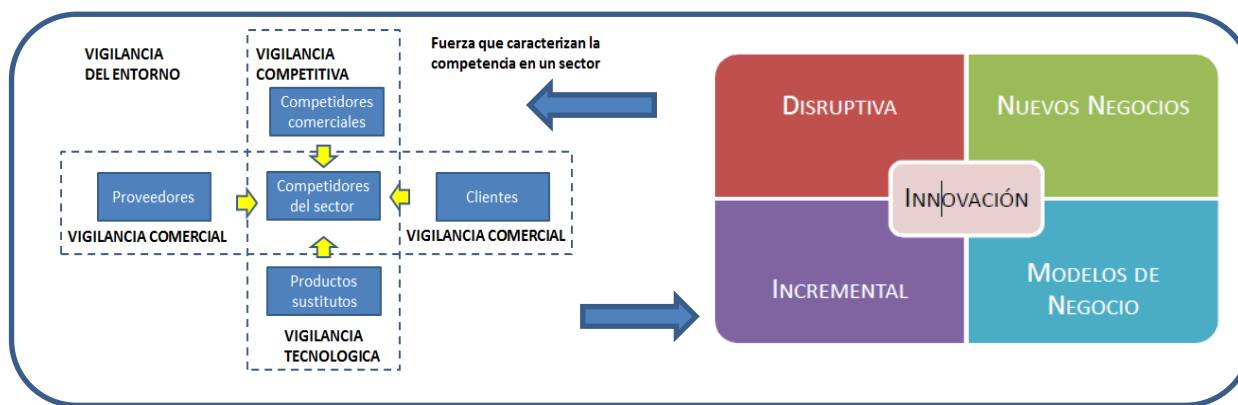 VIGILANCIA
DEL ENTORNO
VIGILANCIA
COMPETITIVA
Fuerza que caracterizan la
competencia en un sector
Competidores
comerciales
Proveedores
Competidores
del sector
Clientes
VIGILANCIA COMERCIAL
VIGILANCIA COMERCIAL
Productos
sustitutos
VIGILANCIA
TECNOLOGICA
DISRUPTIVA
NUEVOS NEGOCIOS
INNOVACIÓN
INCREMENTAL
MODELOS DE
NEGOCIO